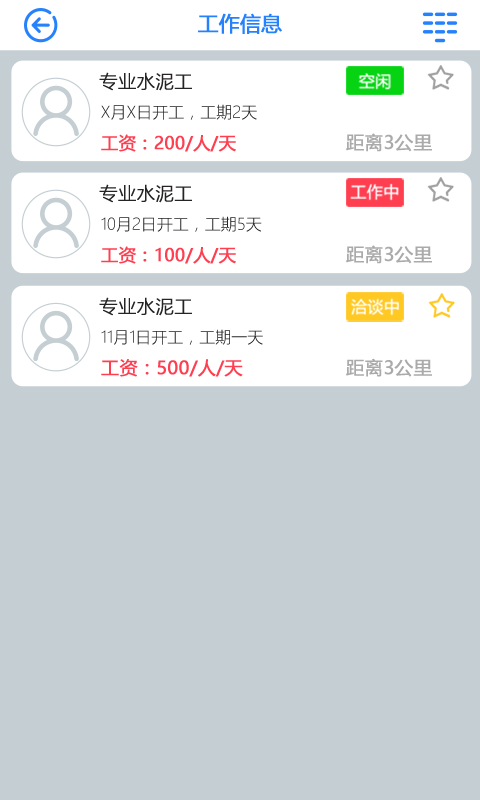 工作信息
专业水泥工 空闲
X月X日开工，工期2天
工资：200/人/天 距离3公里
专业水泥工 工作中
10月2日开工，工期5天
工资：100/人/天 距离3公里
专业水泥工 洽谈中
11月1日开工，工期一天
工资：500/人/天 距离3公里